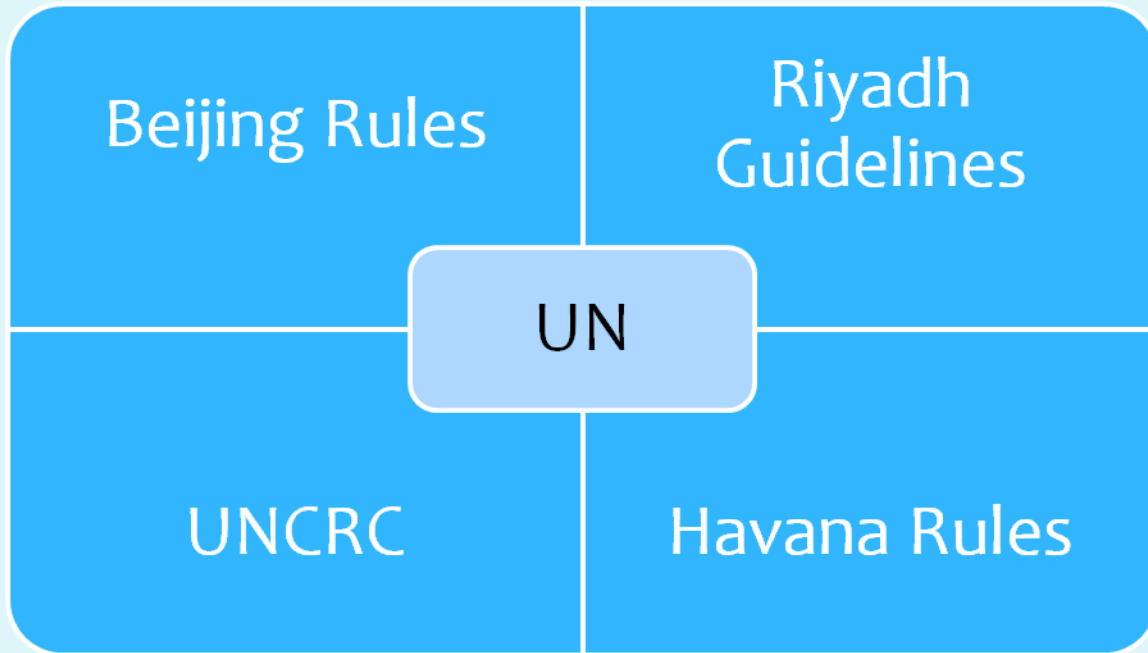 Beijing Rules
Riyadh
Guidelines
UN
UNCRC
Havana Rules